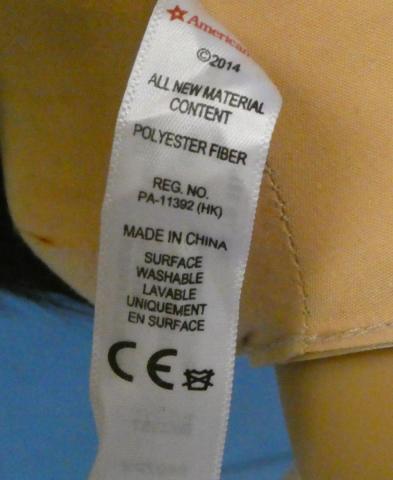 American
©2014
ALL NEW MATERIAL
CONTENT
POLYESTER FIBER
REG. NO.
PA-11392 (HK)
MADE IN CHINA
SURFACE
WASHABLE
LAVABLE
UNIQUEMENT
EN SURFACE
CE